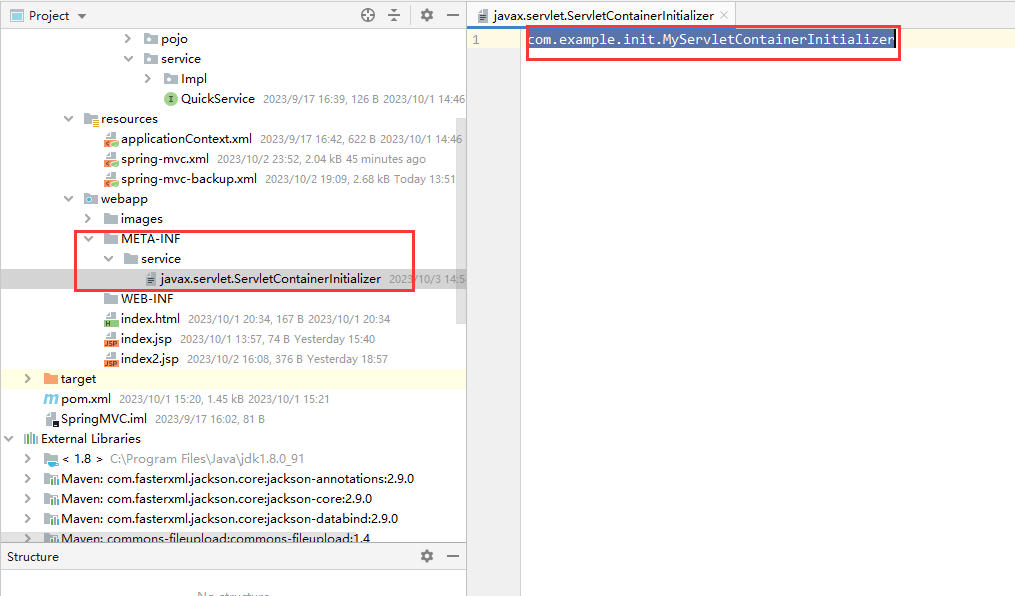 Project
javax.servlet.ServletContainerInitializer
1
com.example.init.MyServletContainerInitializer
pojo
service
Impl
QuickService 2023/9/17 16:39, 126 B 2023/10/1 14:46
resources
applicationContext.xml 2023/9/17 16:42, 622 B 2023/10/1 14:46
spring-mvc.xml 2023/10/2 23:52, 2.04 kB 45 minutes ago
spring-mvc-backup.xml 2023/10/2 19:09, 2.68 kB Today 13:51
webapp
images
META-INF
service
javax.servlet.ServletContainerInitializer 2023/10/3 14:5
WEB-INF
index.html 2023/10/1 20:34, 167 B 2023/10/1 20:34
index.jsp 2023/10/1 13:57, 74 B Yesterday 15:40
index2.jsp 2023/10/2 16:08, 376 B Yesterday 18:57
target
pom.xml 2023/10/1 15:20, 1.45 kB 2023/10/1 15:21
SpringMVC.iml 2023/9/17 16:02, 81 B
External Libraries
< 1.8 > C:\Program Files\Java\jdk1.8.0_91
Maven: com.fasterxml.jackson.core:jackson-annotations:2.9.0
Maven: com.fasterxml.jackson.core:jackson-core:2.9.0
Maven: com.fasterxml.jackson.core:jackson-databind:2.9.0
Maven: commons-fileupload:commons-fileupload:1.4
Structure
No structure